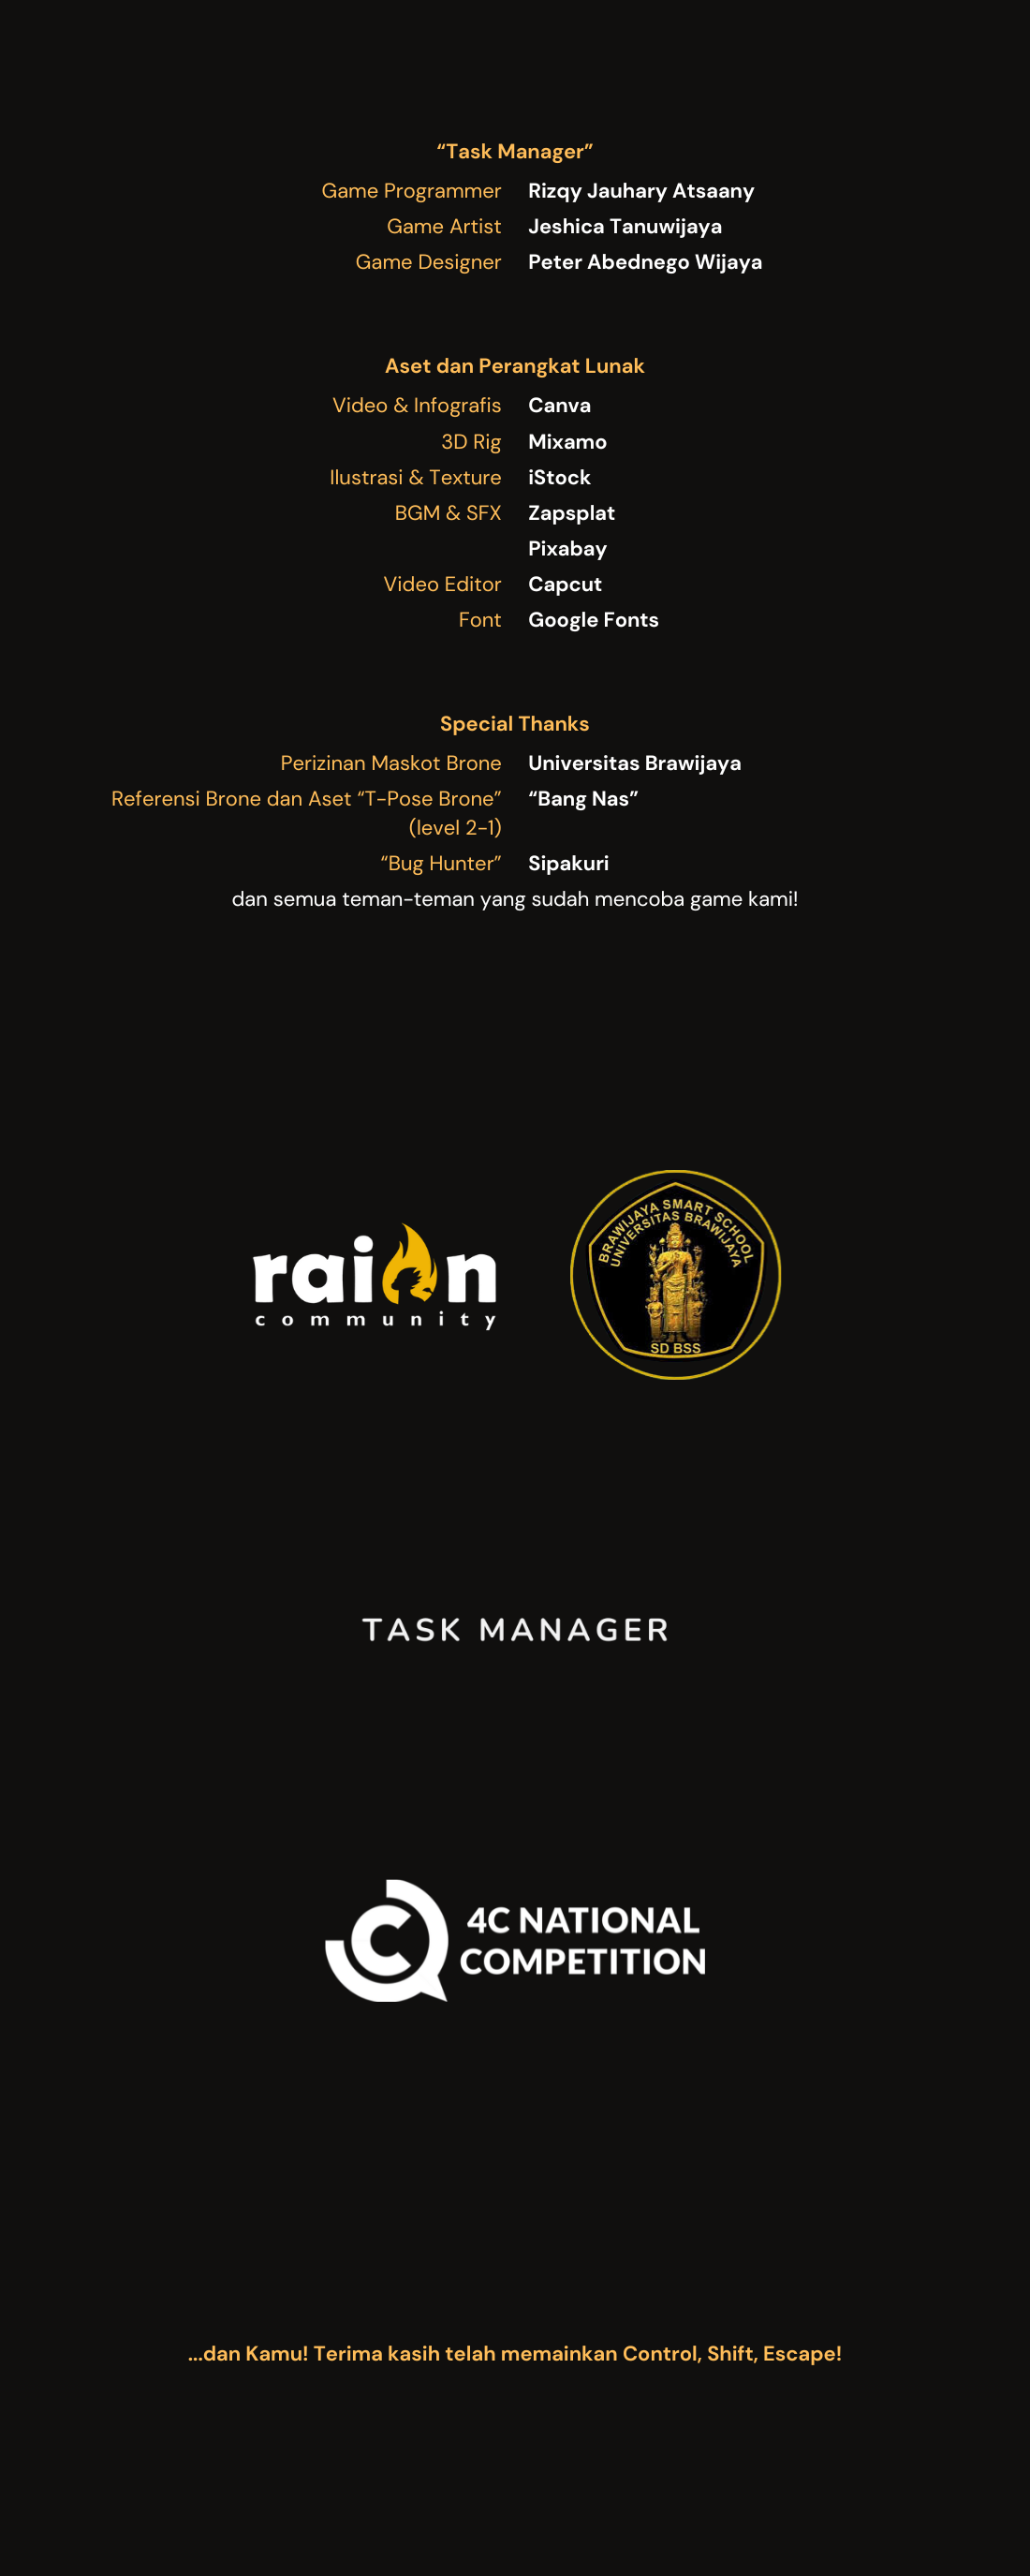 “Task Manager”
Game Programmer Rizqy Jauhary Atsaany
Game Artist Jeshica Tanuwijaya
Game Designer Peter Abednego Wijaya
Aset dan Perangkat Lunak
Video & Infografis Canva
3D Rig Mixamo
Ilustrasi & Texture iStock
BGM & SFX Zapsplat
Pixabay
Video Editor Capcut
Font Google Fonts
Special Thanks
Perizinan Maskot Brone Universitas Brawijaya
Referensi Brone dan Aset “T-Pose Brone” “Bang Nas”
(level 2-1)
“Bug Hunter” Sipakuri
dan semua teman-teman yang sudah mencoba game kami!
raion
community
BRAWIJAYA SMART SCHOOL
UNIVERSITAS BRAWIJAYA
SD BSS
TASK MANAGER
4C NATIONAL
COMPETITION
...dan Kamu! Terima kasih telah memainkan Control, Shift, Escape!